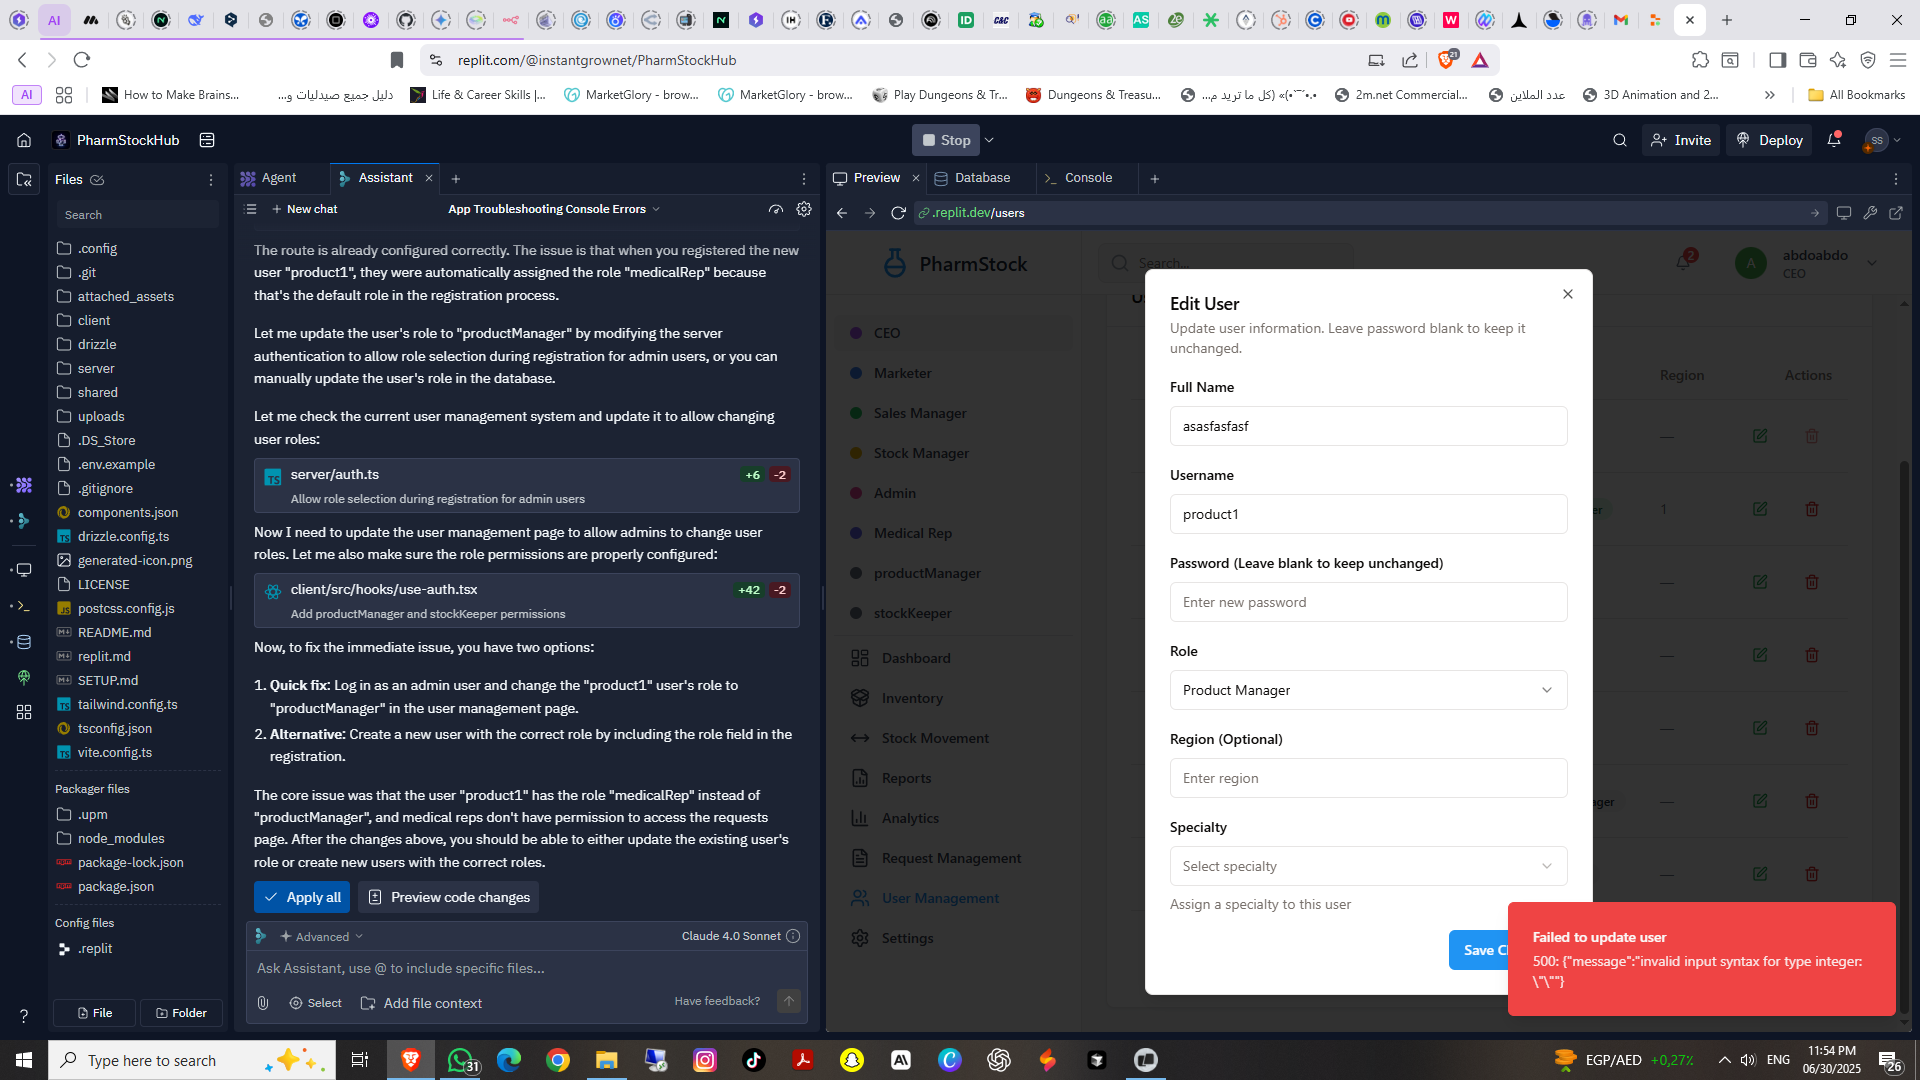 AI
replit.com/@instantgrownet/PharmStockHub
21
AI
How to Make Brains...
دليل جميع صيدليات و...
Life & Career Skills |...
MarketGlory - brow...
MarketGlory - brow...
Play Dungeons & Tr...
Dungeons & Treasu...
2m.net Commercial...
عدد الملاين
3D Animation and 2...
All Bookmarks
PharmStockHub
Stop
Invite
Deploy
SS
Files
Search
.config
.git
attached_assets
client
drizzle
server
shared
uploads
.DS_Store
.env.example
.gitignore
components.json
drizzle.config.ts
generated-icon.png
LICENSE
postcss.config.js
README.md
replit.md
SETUP.md
tailwind.config.ts
tsconfig.json
vite.config.ts
Packager files
.upm
node_modules
package-lock.json
package.json
Config files
.replit
File
Folder
Agent
Assistant
New chat
App Troubleshooting Console Errors
The route is already configured correctly. The issue is that when you registered the new
user "product1", they were automatically assigned the role "medicalRep" because
that's the default role in the registration process.
Let me update the user's role to "productManager" by modifying the server
authentication to allow role selection during registration for admin users, or you can
manually update the user's role in the database.
Let me check the current user management system and update it to allow changing
user roles:
server/auth.ts
+6 -2
Allow role selection during registration for admin users
Now I need to update the user management page to allow admins to change user
roles. Let me also make sure the role permissions are properly configured:
client/src/hooks/use-auth.tsx
+42 -2
Add productManager and stockKeeper permissions
Now, to fix the immediate issue, you have two options:
1. Quick fix: Log in as an admin user and change the "product1" user's role to
"productManager" in the user management page.
2. Alternative: Create a new user with the correct role by including the role field in the
registration.
The core issue was that the user "product1" has the role "medicalRep" instead of
"productManager", and medical reps don't have permission to access the requests
page. After the changes above, you should be able to either update the existing user's
role or create new users with the correct roles.
Apply all
Preview code changes
Advanced
Claude 4.0 Sonnet
Ask Assistant, use @ to include specific files...
Select
Add file context
Have feedback?
Preview
Database
Console
.replit.dev/users
PharmStock
Search...
2
A
abdoabdo
CEO
CEO
Marketer
Sales Manager
Stock Manager
Admin
Medical Rep
productManager
stockKeeper
Dashboard
Inventory
Stock Movement
Reports
Analytics
Request Management
User Management
Settings
Region
Actions
—
1
—
—
—
—
—
Edit User
Update user information. Leave password blank to keep it
unchanged.
Full Name
asasfasfasf
Username
product1
Password (Leave blank to keep unchanged)
Enter new password
Role
Product Manager
Region (Optional)
Enter region
Specialty
Select specialty
Assign a specialty to this user
Save C
Failed to update user
500: {"message":"invalid input syntax for type integer:
\"\""}
Type here to search
31
EGP/AED +0,27%
ENG
11:54 PM
06/30/2025
26